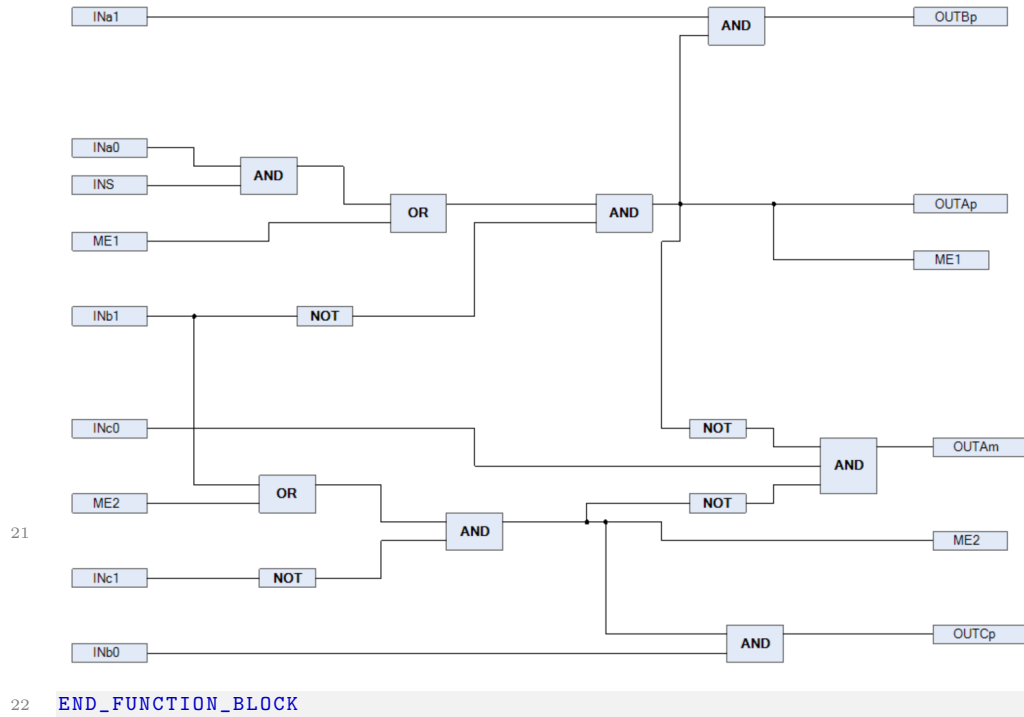 INa1
AND
OUTBp
INa0
INS
AND
ME1
OR
AND
OUTAp
ME1
INb1
NOT
INc0
NOT
AND
OUTAm
ME2
OR
NOT
21
AND
ME2
INc1
NOT
INb0
AND
OUTCp
22 END_FUNCTION_BLOCK